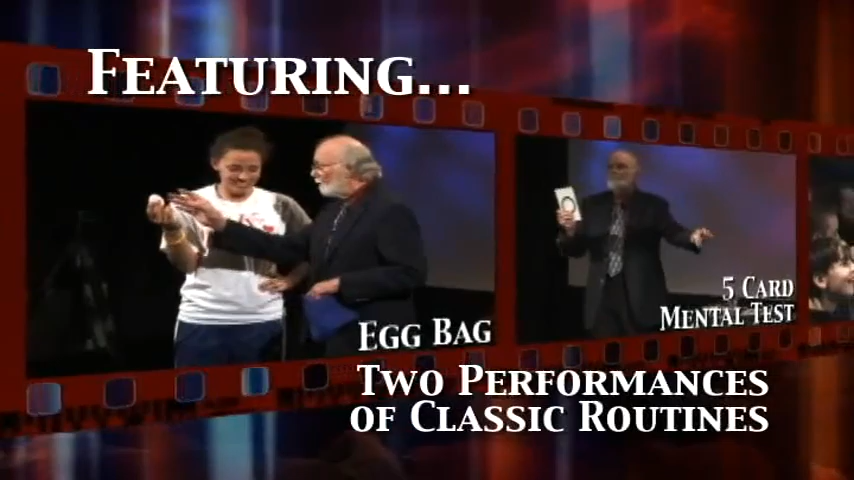 Featuring...
Egg Bag
5 Card
Mental Test
Two Performances
of Classic Routines